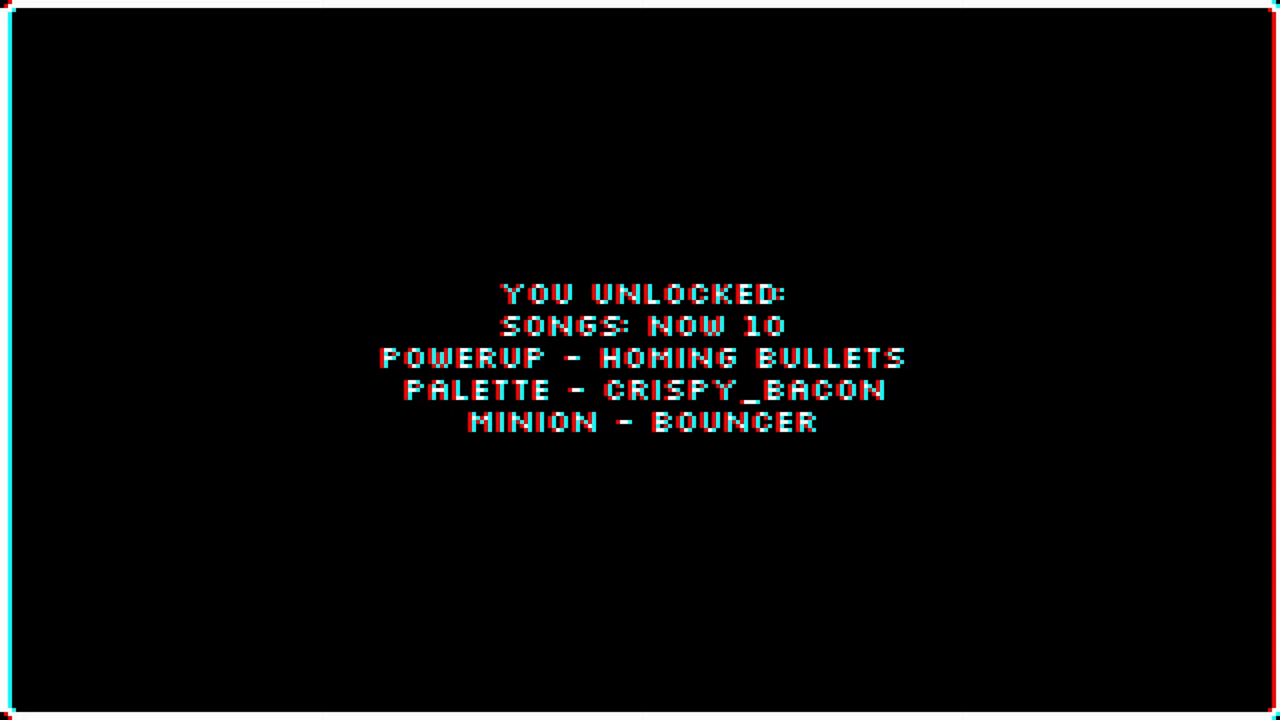 YOU UNLOCKED:
SONGS: NOW 10
POWERUP - HOMING BULLETS
PALETTE - CRISPY_BACON
MINION - BOUNCER